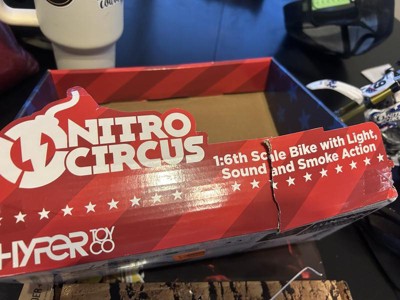 NITRO
CIRCUS
1:6th Scale Bike with Light,
Sound and Smoke Action
HYPER TOY
CO